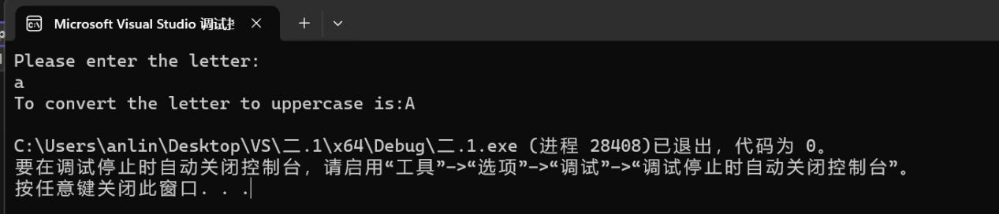 Microsoft Visual Studio 调试控
Please enter the letter:
a
To convert the letter to uppercase is:A
C:\Users\anlin\Desktop\VS\二.1\x64\Debug\二.1.exe (进程 28408)已退出，代码为 0。
要在调试停止时自动关闭控制台，请启用“工具”->“选项”->“调试”->“调试停止时自动关闭控制台”。
按任意键关闭此窗口. . .